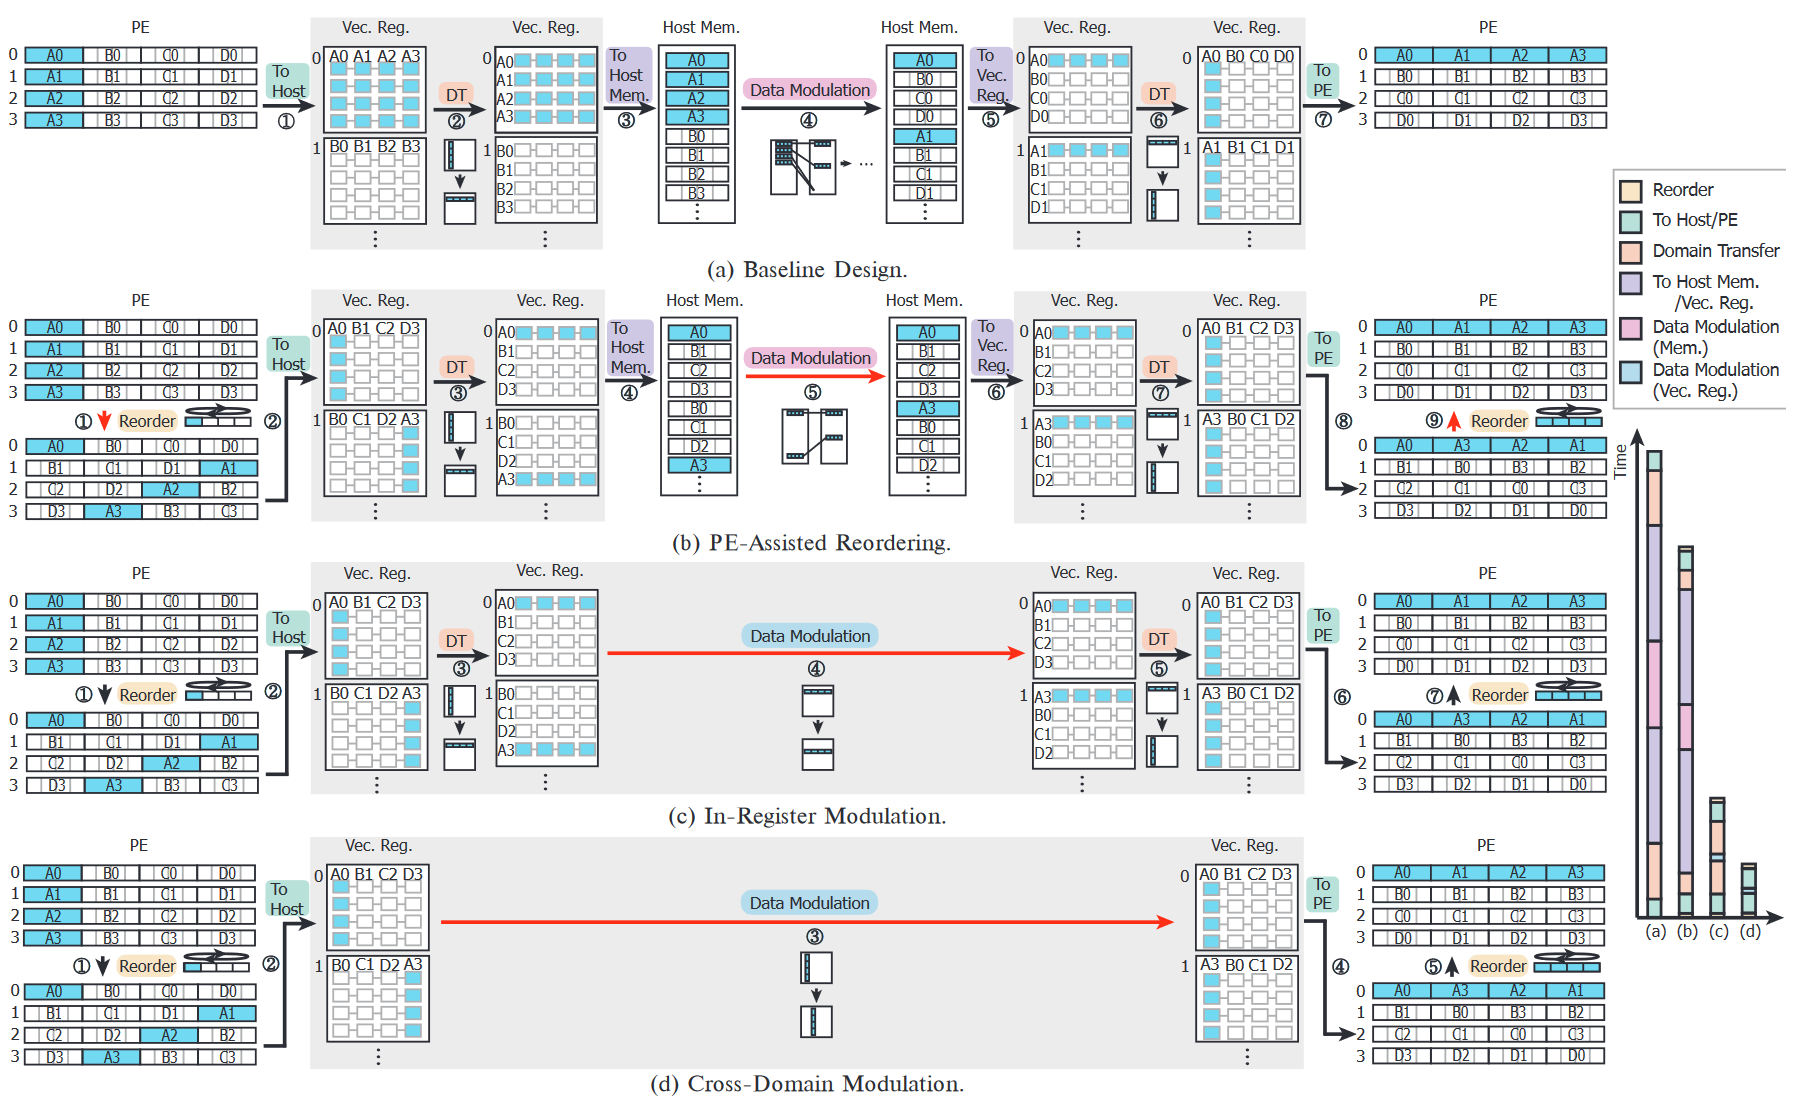 PE
0 A0 B0 C0 D0
1 A1 B1 C1 D1
2 A2 B2 C2 D2
3 A3 B3 C3 D3
To
Host
①
Vec. Reg.
0 A0 A1 A2 A3
1 B0 B1 B2 B3
DT
②
Vec. Reg.
0 A0
A1
A2
A3
1 B0
B1
B2
B3
To
Host
Mem.
③
Host Mem.
A0
A1
A2
A3
B0
B1
B2
B3
Data Modulation
④
Host Mem.
A0
B0
C0
D0
A1
B1
C1
D1
To
Vec.
Reg.
⑤
Vec. Reg.
0 A0
B0
C0
D0
1 A1
B1
C1
D1
DT
⑥
Vec. Reg.
0 A0 B0 C0 D0
1 A1 B1 C1 D1
To
PE
⑦
PE
0 A0 A1 A2 A3
1 B0 B1 B2 B3
2 C0 C1 C2 C3
3 D0 D1 D2 D3
(a) Baseline Design.
PE
0 A0 B0 C0 D0
1 A1 B1 C1 D1
2 A2 B2 C2 D2
3 A3 B3 C3 D3
① Reorder
0 A0 B0 C0 D0
1 B1 C1 D1 A1
2 C2 D2 A2 B2
3 D3 A3 B3 C3
To
Host
②
Vec. Reg.
0 A0 B1 C2 D3
1 B0 C1 D2 A3
DT
③
Vec. Reg.
0 A0
B1
C2
D3
1 B0
C1
D2
A3
To
Host
Mem.
④
Host Mem.
A0
B1
C2
D3
B0
C1
D2
A3
Data Modulation
⑤
Host Mem.
A0
B1
C2
D3
A3
B0
C1
D2
To
Vec.
Reg.
⑥
Vec. Reg.
0 A0
B1
C2
D3
1 A3
B0
C1
D2
DT
⑦
Vec. Reg.
0 A0 B1 C2 D3
1 A3 B0 C1 D2
To
PE
⑧
PE
0 A0 A1 A2 A3
1 B0 B1 B2 B3
2 C0 C1 C2 C3
3 D0 D1 D2 D3
⑨ Reorder
0 A0 A3 A2 A1
1 B1 B0 B3 B2
2 C2 C1 C0 C3
3 D3 D2 D1 D0
(b) PE-Assisted Reordering.
PE
0 A0 B0 C0 D0
1 A1 B1 C1 D1
2 A2 B2 C2 D2
3 A3 B3 C3 D3
① Reorder
0 A0 B0 C0 D0
1 B1 C1 D1 A1
2 C2 D2 A2 B2
3 D3 A3 B3 C3
To
Host
②
Vec. Reg.
0 A0 B1 C2 D3
1 B0 C1 D2 A3
DT
③
Vec. Reg.
0 A0
B1
C2
D3
1 B0
C1
D2
A3
Data Modulation
④
Vec. Reg.
0 A0
B1
C2
D3
1 A3
B0
C1
D2
DT
⑤
Vec. Reg.
0 A0 B1 C2 D3
1 A3 B0 C1 D2
To
PE
⑥
PE
0 A0 A1 A2 A3
1 B0 B1 B2 B3
2 C0 C1 C2 C3
3 D0 D1 D2 D3
⑦ Reorder
0 A0 A3 A2 A1
1 B1 B0 B3 B2
2 C2 C1 C0 C3
3 D3 D2 D1 D0
(c) In-Register Modulation.
PE
0 A0 B0 C0 D0
1 A1 B1 C1 D1
2 A2 B2 C2 D2
3 A3 B3 C3 D3
① Reorder
0 A0 B0 C0 D0
1 B1 C1 D1 A1
2 C2 D2 A2 B2
3 D3 A3 B3 C3
To
Host
②
Vec. Reg.
0 A0 B1 C2 D3
1 B0 C1 D2 A3
Data Modulation
③
Vec. Reg.
0 A0 B1 C2 D3
1 A3 B0 C1 D2
To
PE
④
PE
0 A0 A1 A2 A3
1 B0 B1 B2 B3
2 C0 C1 C2 C3
3 D0 D1 D2 D3
⑤ Reorder
0 A0 A3 A2 A1
1 B1 B0 B3 B2
2 C2 C1 C0 C3
3 D3 D2 D1 D0
(d) Cross-Domain Modulation.
Reorder
To Host/PE
Domain Transfer
To Host Mem.
/Vec. Reg.
Data Modulation
(Mem.)
Data Modulation
(Vec. Reg.)
Time
(a) (b) (c) (d)